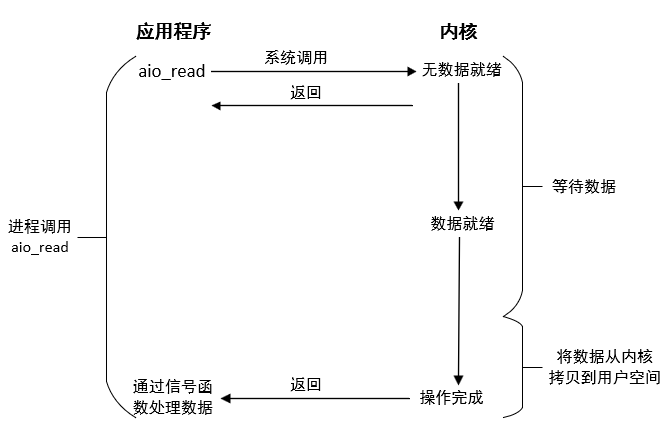 应用程序
内核
aio_read
系统调用
无数据就绪
返回
等待数据
数据就绪
进程调用
aio_read
将数据从内核
拷贝到用户空间
通过信号函
数处理数据
返回
操作完成